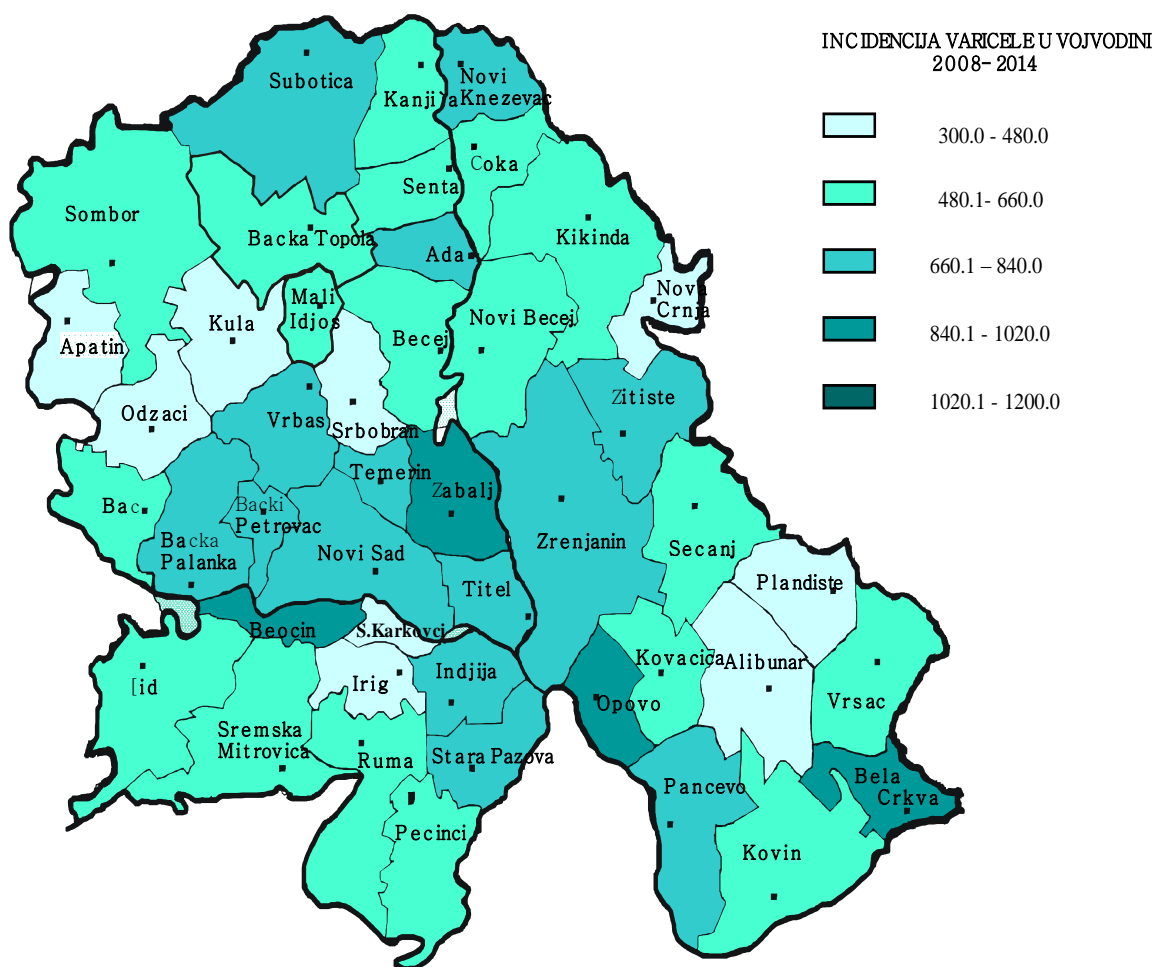 INCIDENCIJA VARICELE U VOJVODINI
2008-2014
300.0 - 480.0
480.1- 660.0
660.1 – 840.0
840.1- 1020.0
1020.1 - 1200.0
Subotica
Novi
Knezevac
Coka
Senta
Sombor
Backa Topola
Ada
Kikinda
Mali
Idjos
Nova
Crnja
Kula
Novi Becej
Becej
Apatin
Odzaci
Vrbas
Srbobran
Zitiste
Temerin
Zabalj
Bac
Backi
Petrovac
Backa
Palanka
Novi Sad
Zrenjanin
Secanj
Titel
Plandiste
Beocin
S.Karkovci
Indjija
Kovacica
Alibunar
Irig
[id
Opovo
Vrsac
Sremska
Mitrovica
Ruma
Stara Pazova
Pancevo
Bela
Crkva
Pecinci
Kovin